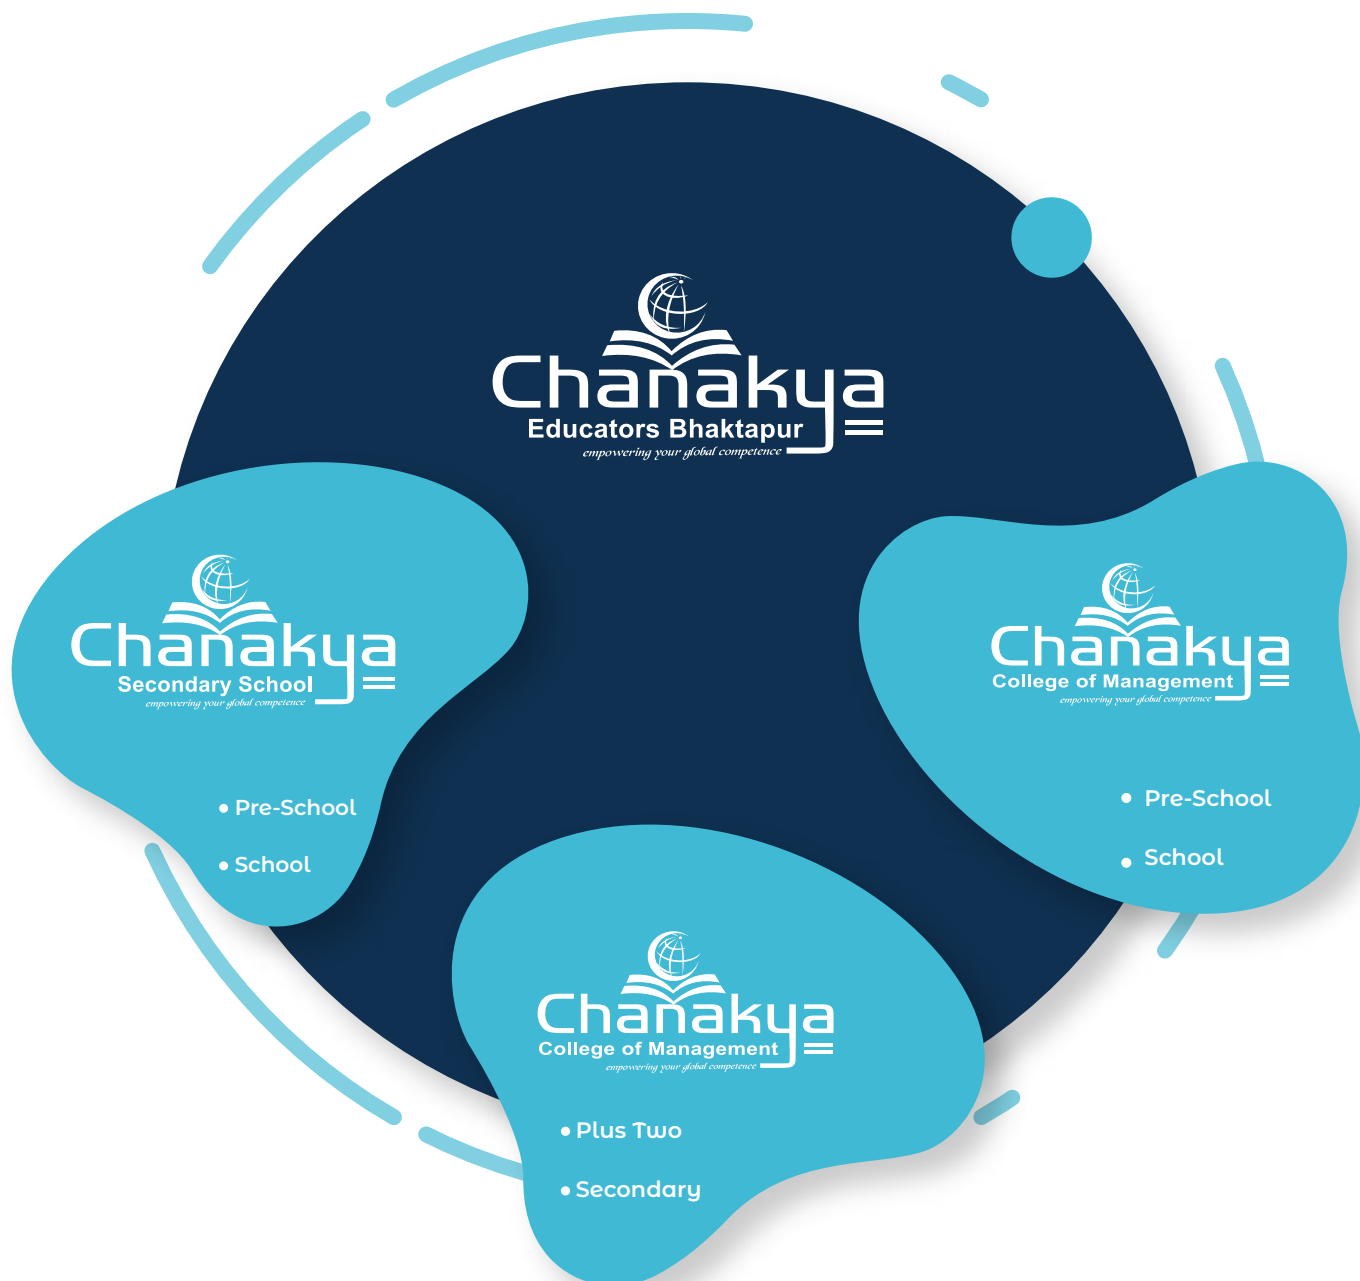 Chanakya
Educators Bhaktapur
empowering your global competence
Chanakya
Secondary School
empowering your global competence
• Pre-School
• School
Chanakya
College of Management
empowering your global competence
• Plus Two
• Secondary
Chanakya
College of Management
empowering your global competence
• Pre-School
• School